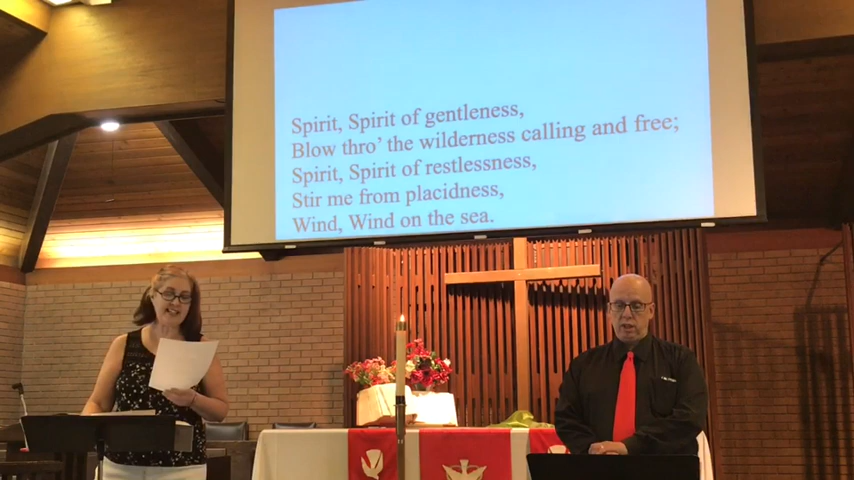 Spirit, Spirit of gentleness,
Blow thro' the wilderness calling and free;
Spirit, Spirit of restlessness,
Stir me from placidness,
Wind, Wind on the sea.